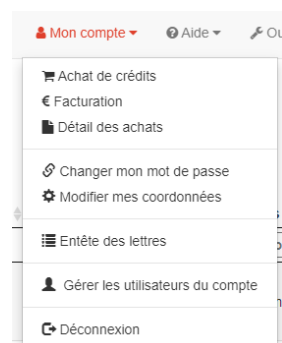 Mon compte Aide Ou
Achat de crédits
€ Facturation
Détail des achats
Changer mon mot de passe
Modifier mes coordonnées
Entête des lettres
Gérer les utilisateurs du compte
Déconnexion